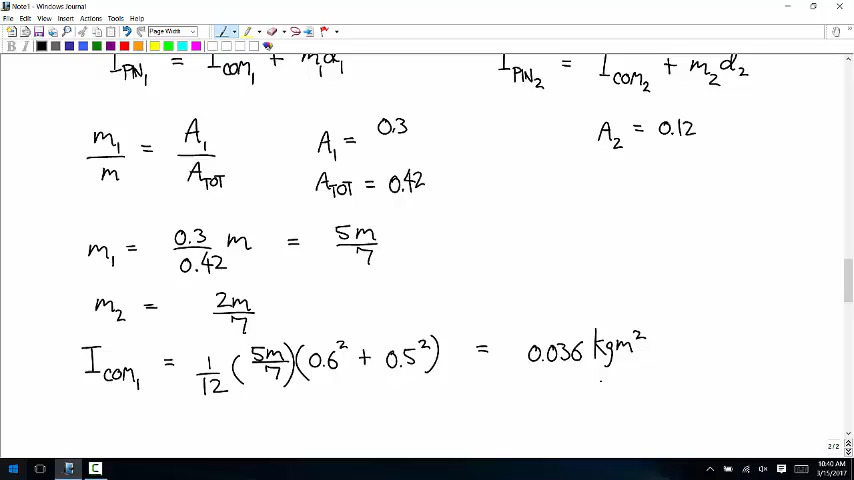 Note1 - Windows Journal
File Edit View Insert Actions Tools Help
Page Width
B I
I_PIN₁ = I_COM₁ + m₁d₁
I_PIN₂ = I_COM₂ + m₂d₂
m₁/m = A₁/A_TOT
A₁ = 0.3
A₂ = 0.12
A_TOT = 0.42
m₁ = 0.3/0.42 m = 5m/7
m₂ = 2m/7
I_COM₁ = 1/12 (5m/7)(0.6² + 0.5²) = 0.036 kgm²
2/2
10:40 AM
3/15/2017